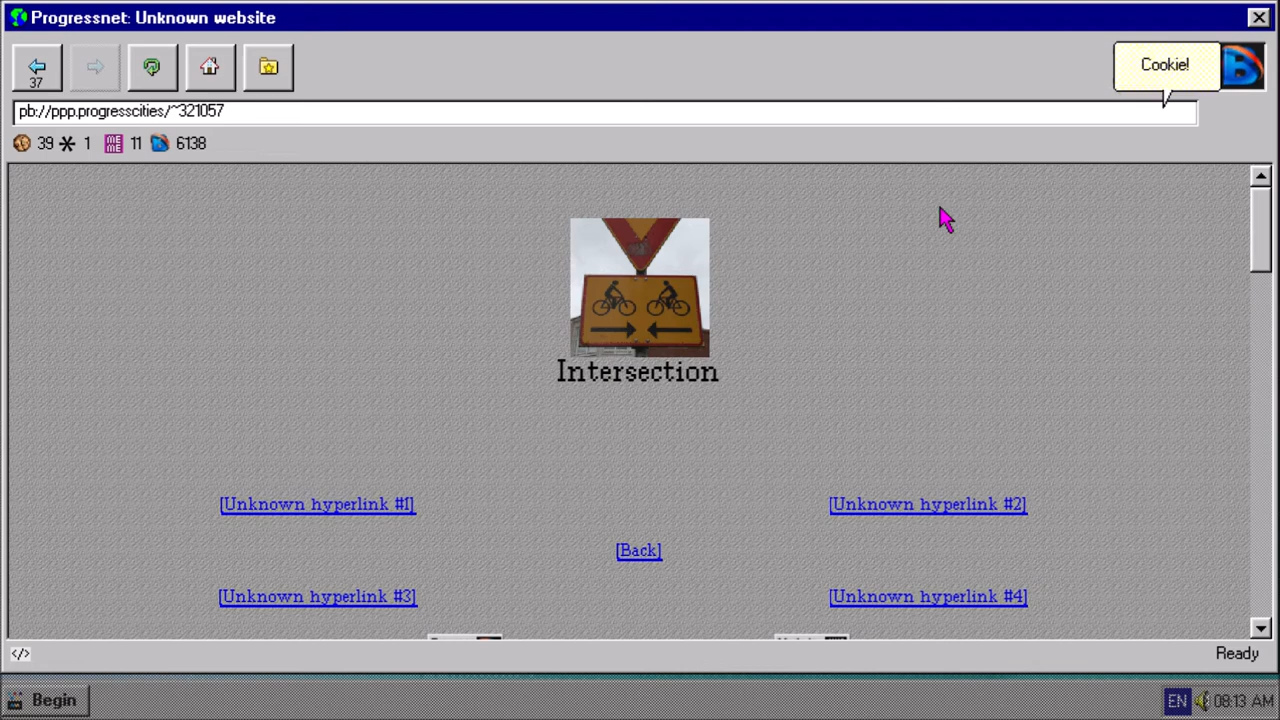 Progressnet: Unknown website
37
Cookie!
pb://ppp.progresscities/~321057
39 1 11 6138
Intersection
[Unknown hyperlink #1] [Unknown hyperlink #2]
[Back]
[Unknown hyperlink #3] [Unknown hyperlink #4]
</> Ready
Begin EN 08:13 AM